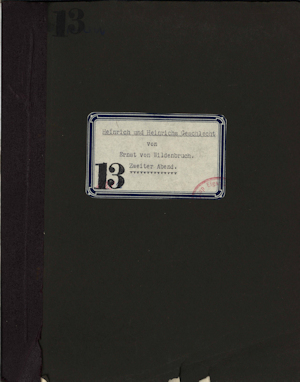 13
Heinrich und Heinrichs Geschlecht
von
Ernst von Wildenbruch.
Zweiter Abend.
13